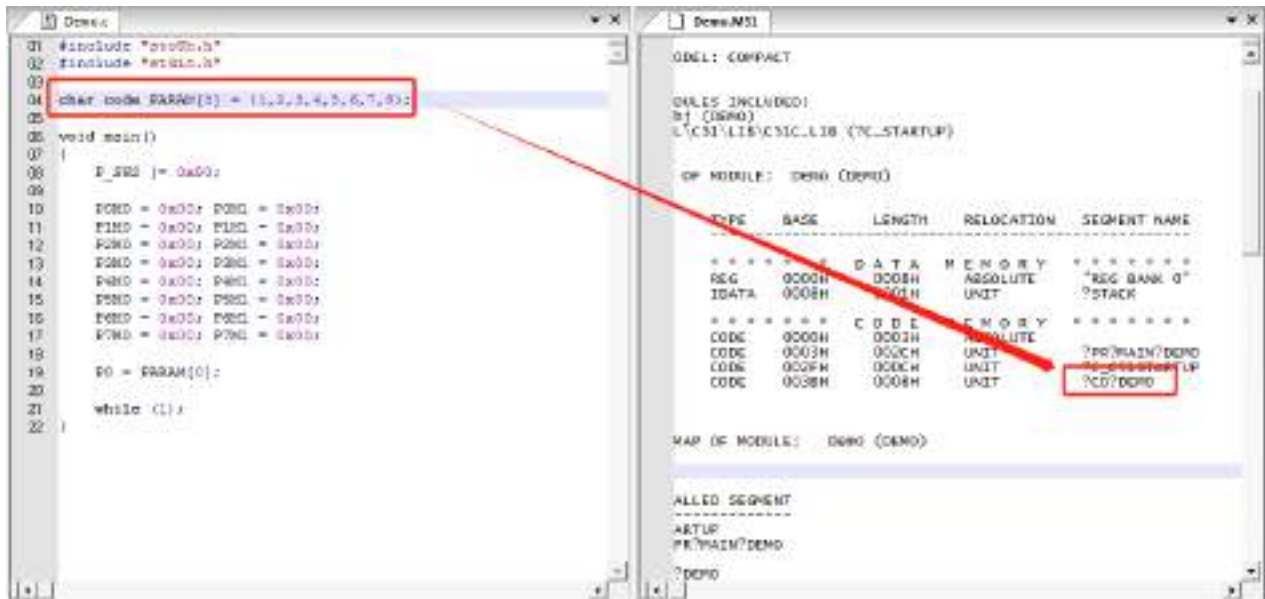 Demo.c
01 #include "stc8h.h"
02 #include "stdio.h"
03
04 char code PARAM[8] = {1,2,3,4,5,6,7,8};
05
06 void main()
07 {
08 P_SW2 |= 0x80;
09
10 P0M0 = 0x00; P0M1 = 0x00;
11 P1M0 = 0x00; P1M1 = 0x00;
12 P2M0 = 0x00; P2M1 = 0x00;
13 P3M0 = 0x00; P3M1 = 0x00;
14 P4M0 = 0x00; P4M1 = 0x00;
15 P5M0 = 0x00; P5M1 = 0x00;
16 P6M0 = 0x00; P6M1 = 0x00;
17 P7M0 = 0x00; P7M1 = 0x00;
18
19 P0 = PARAM[0];
20
21 while (1);
22 }
Demo.M51
ODEL: COMPACT
DULES INCLUDED:
bj (DEMO)
L\C51\LIB\C51C.LIB (?C_STARTUP)
OF MODULE: Demo (DEMO)
TYPE BASE LENGTH RELOCATION SEGMENT NAME
* * * * * * * D A T A M E M O R Y * * * * * * *
REG 0000H 0008H ABSOLUTE "REG BANK 0"
IDATA 0008H 0001H UNIT ?STACK
* * * * * * * C O D E M E M O R Y * * * * * * *
CODE 0000H 0003H ABSOLUTE
CODE 0003H 002CH UNIT ?PR?MAIN?DEMO
CODE 002FH 000CH UNIT ?C_C51STARTUP
CODE 003BH 0008H UNIT ?CO?DEMO
MAP OF MODULE: Demo (DEMO)
ALLED SEGMENT
ARTUP
PR?MAIN?DEMO
?DEMO